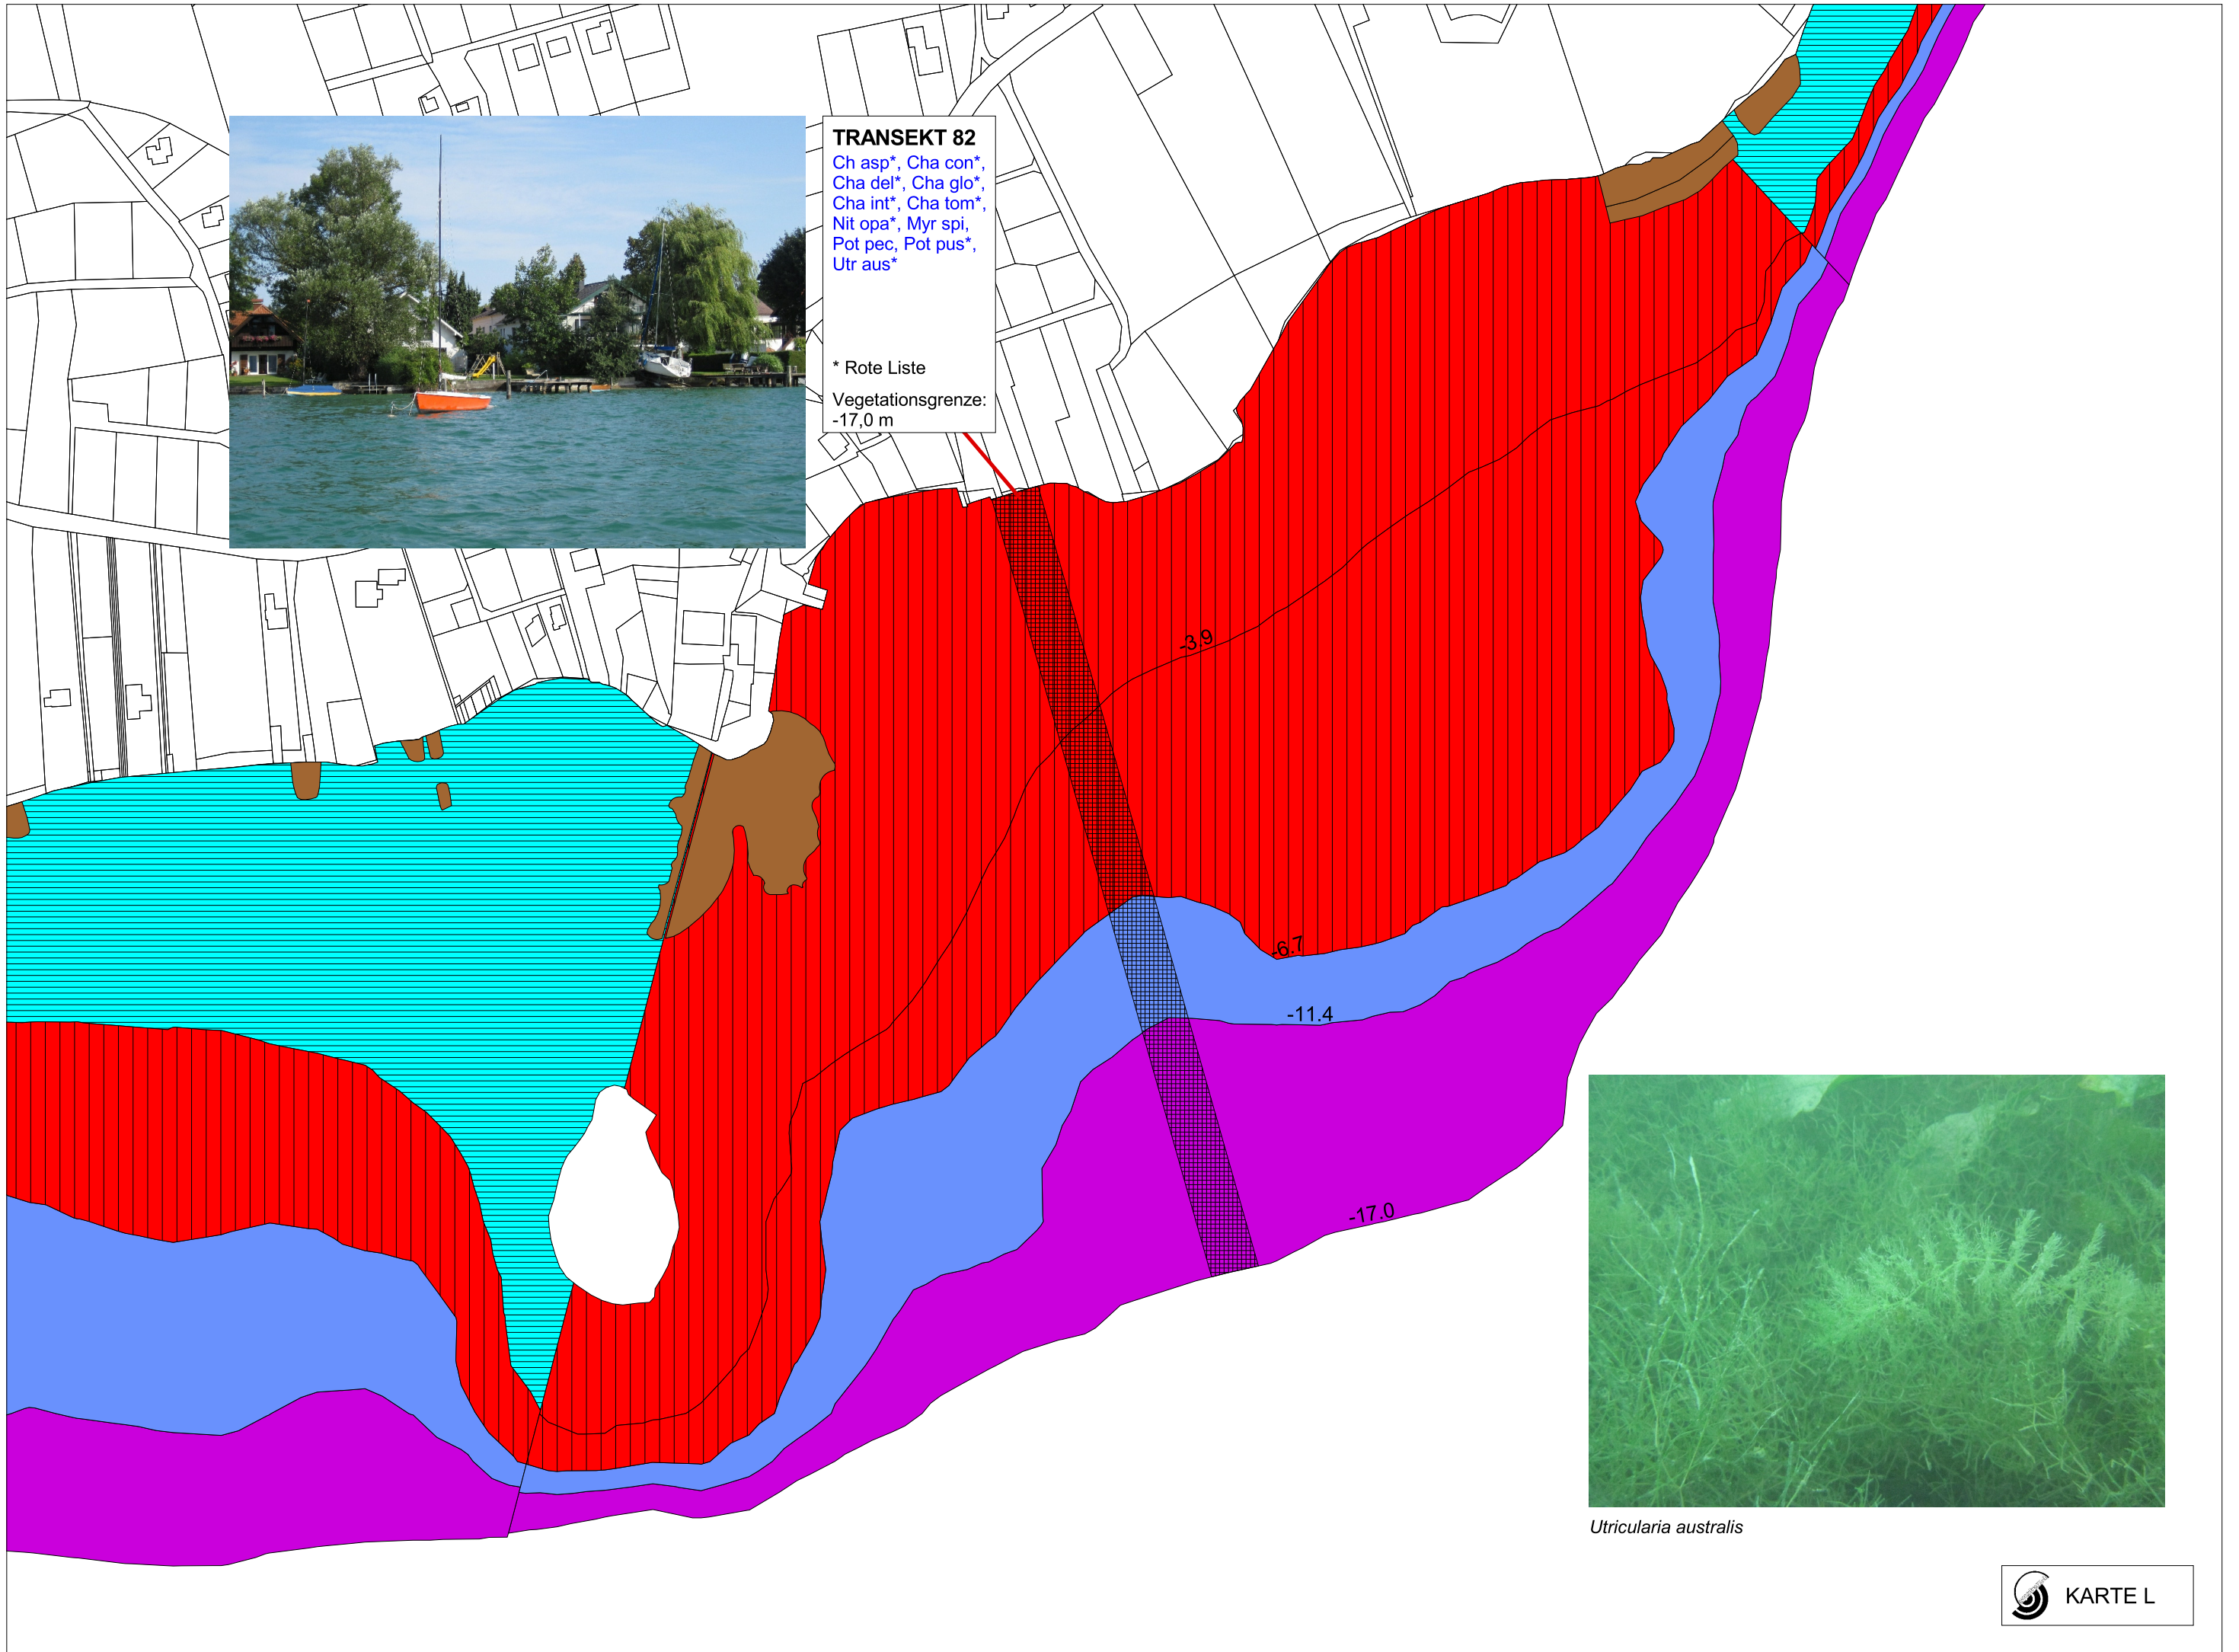 TRANSEKT 82
Ch asp*, Cha con*,
Cha del*, Cha glo*,
Cha int*, Cha tom*,
Nit opa*, Myr spi,
Pot pec, Pot pus*,
Utr aus*
* Rote Liste
Vegetationsgrenze:
-17,0 m
-3.9
-6.7
-11.4
-17.0
Utricularia australis
KARTE L